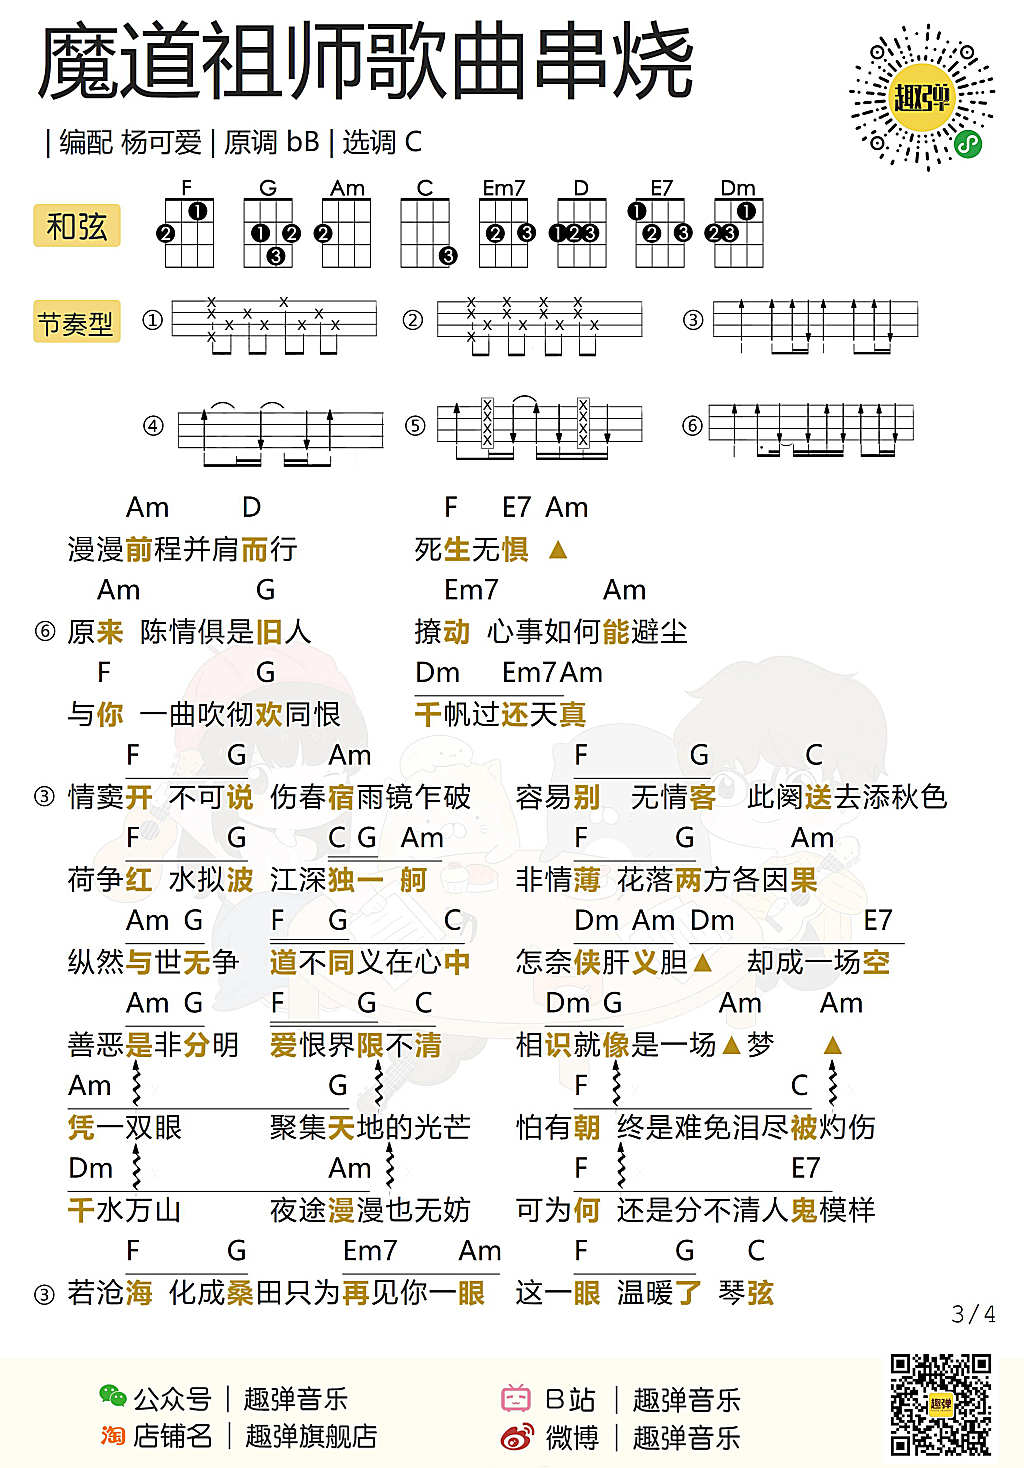 魔道祖师歌曲串烧
趣弹
| 编配 杨可爱 | 原调 bB | 选调 C
和弦 F G Am C Em7 D E7 Dm
节奏型 ① ② ③
④ ⑤ ⑥
Am D F E7 Am
漫漫前程并肩而行 死生无惧 ▲
Am G Em7 Am
⑥ 原来 陈情俱是旧人 撩动 心事如何能避尘
F G Dm Em7 Am
与你 一曲吹彻欢同恨 千帆过还天真
F G Am F G C
③ 情窦开 不可说 伤春宿雨镜乍破 容易别 无情客 此阕送去添秋色
F G C G Am F G Am
荷争红 水拟波 江深独一 舸 非情薄 花落两方各因果
Am G F G C Dm Am Dm E7
纵然与世无争 道不同义在心中 怎奈侠肝义胆▲ 却成一场空
Am G F G C Dm G Am Am
善恶是非分明 爱恨界限不清 相识就像是一场▲梦 ▲
Am G F C
凭一双眼 聚集天地的光芒 怕有朝 终是难免泪尽被灼伤
Dm Am F E7
千水万山 夜途漫漫也无妨 可为何 还是分不清人鬼模样
F G Em7 Am F G C
③ 若沧海 化成桑田只为再见你一眼 这一眼 温暖了 琴弦
3/4
公众号 | 趣弹音乐 B站 | 趣弹音乐
淘 店铺名 | 趣弹旗舰店 微博 | 趣弹音乐
趣弹